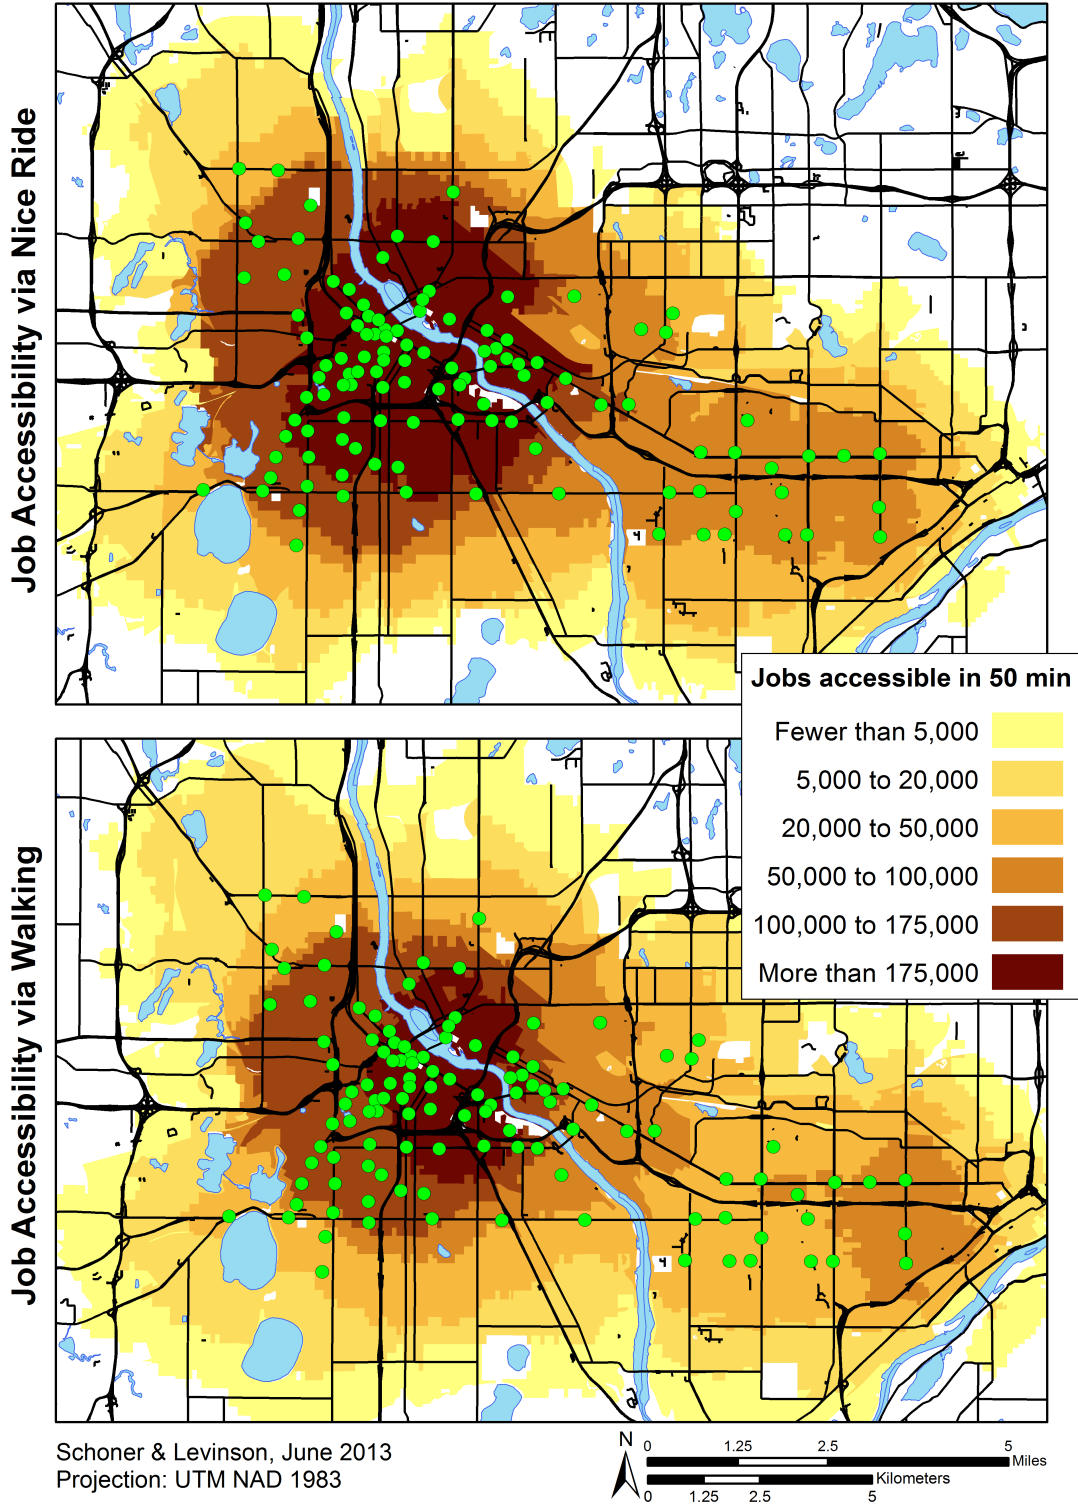 Job Accessibility via Nice Ride
Jobs accessible in 50 min
Fewer than 5,000
5,000 to 20,000
20,000 to 50,000
50,000 to 100,000
100,000 to 175,000
More than 175,000
Job Accessibility via Walking
Schoner & Levinson, June 2013
Projection: UTM NAD 1983
N
0 1.25 2.5 5
Miles
Kilometers
0 1.25 2.5 5